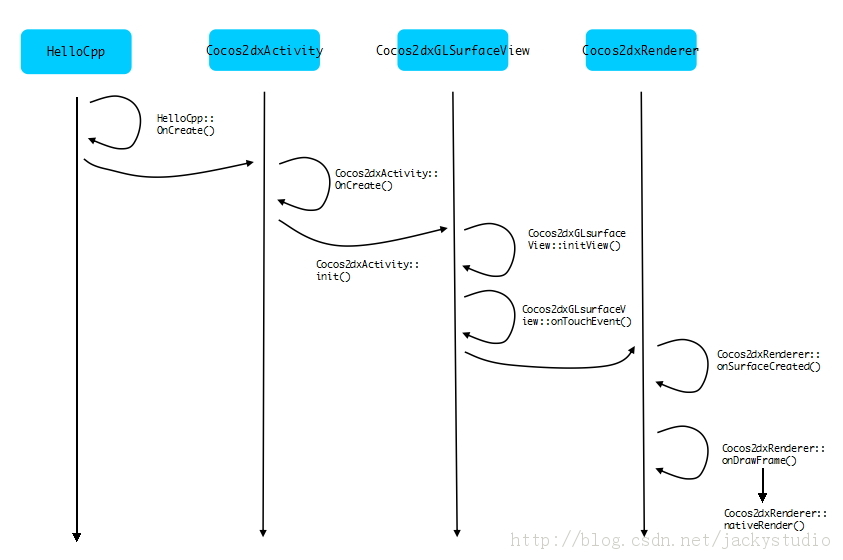 HelloCpp
Cocos2dxActivity
Cocos2dxGLSurfaceView
Cocos2dxRenderer
HelloCpp::
OnCreate()
Cocos2dxActivity::
OnCreate()
Cocos2dxActivity::
init()
Cocos2dxGLsurface
View::initView()
Cocos2dxGLsurfaceV
iew::onTouchEvent()
Cocos2dxRenderer::
onSurfaceCreated()
Cocos2dxRenderer::
onDrawFrame()
Cocos2dxRenderer::
nativeRender()
http://blog.csdn.net/jackystudio